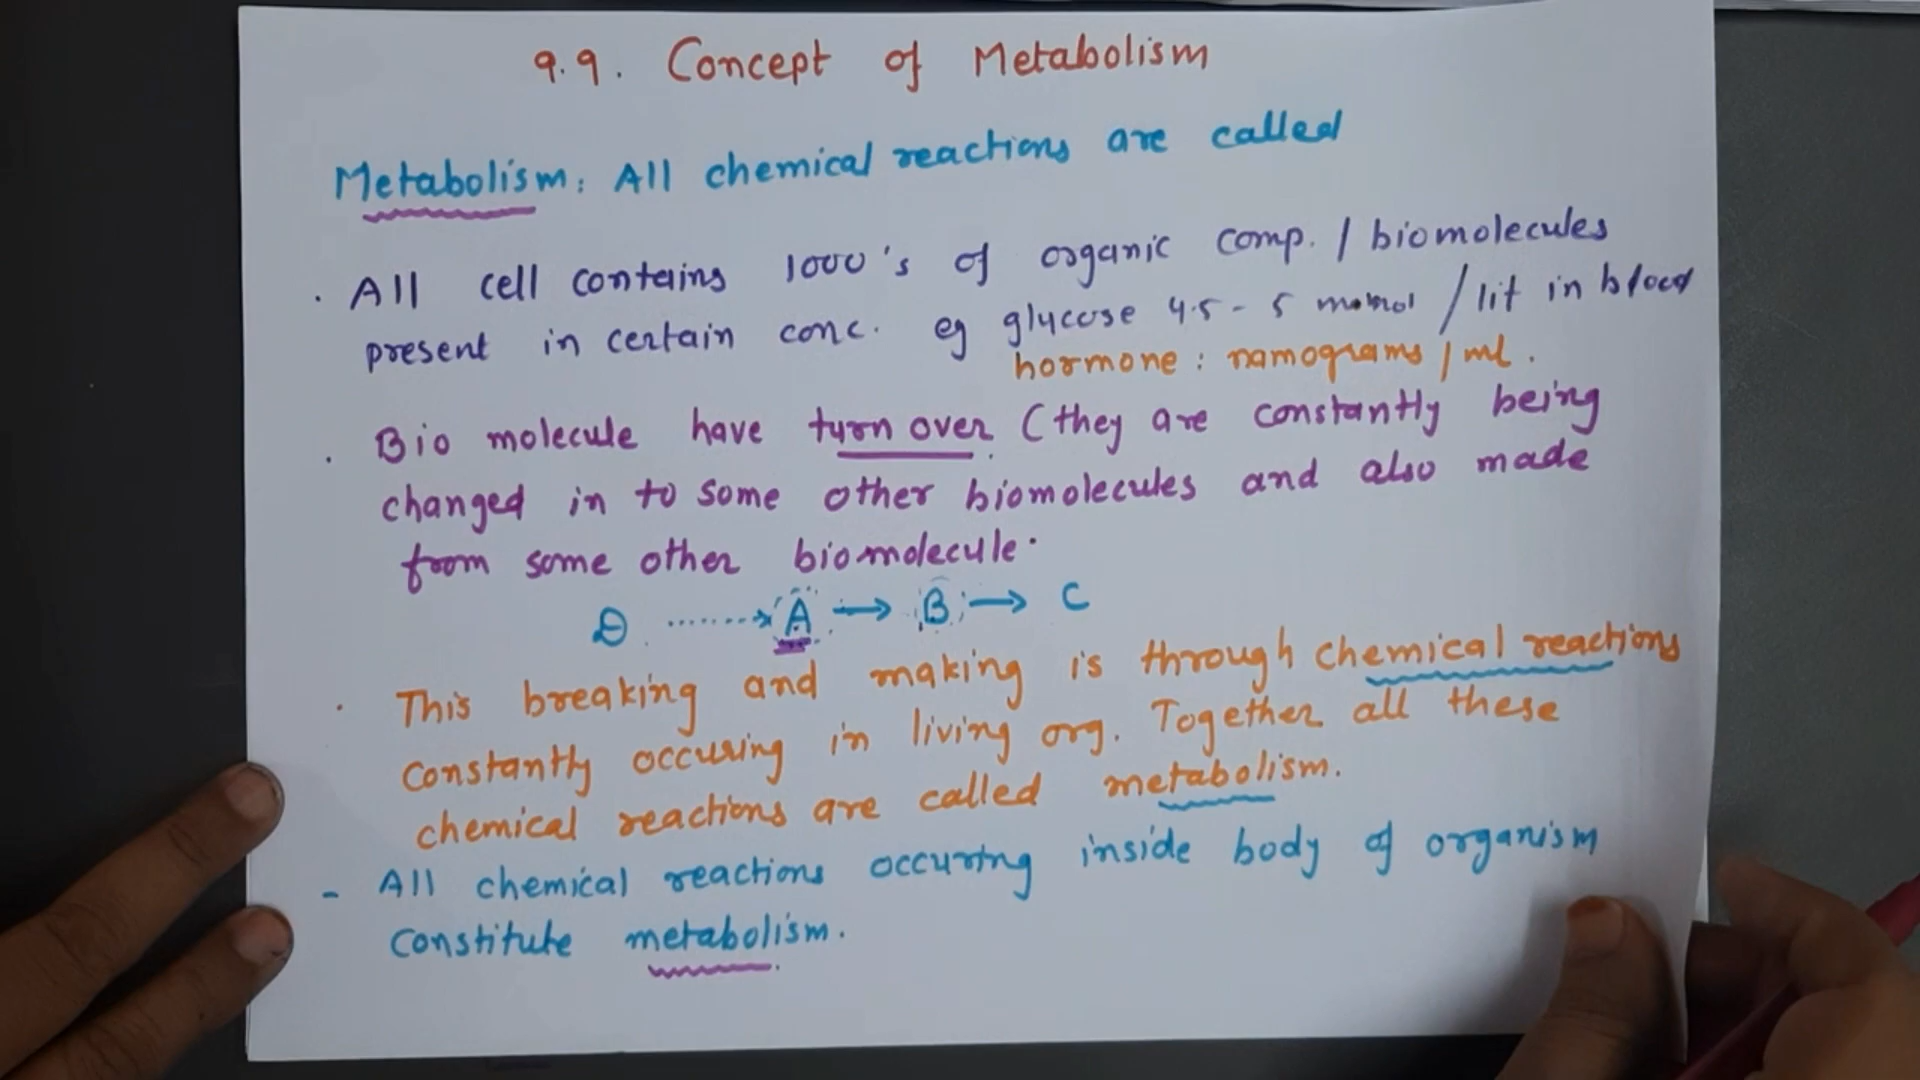 9.9. Concept of Metabolism
Metabolism: All chemical reactions are called
. All cell contains 1000's of organic comp. / biomolecules
present in certain conc. eg glycose 4.5 - 5 m mol / lit in blood
hormone : namograms / ml.
. Bio molecule have turn over (they are constantly being
changed in to some other biomolecules and also made
from some other biomolecule.
D ........> A → B → C
. This breaking and making is through chemical reactions
constantly occuring in living org. Together all these
chemical reactions are called metabolism.
- All chemical reactions occuring inside body of organism
constitute metabolism.